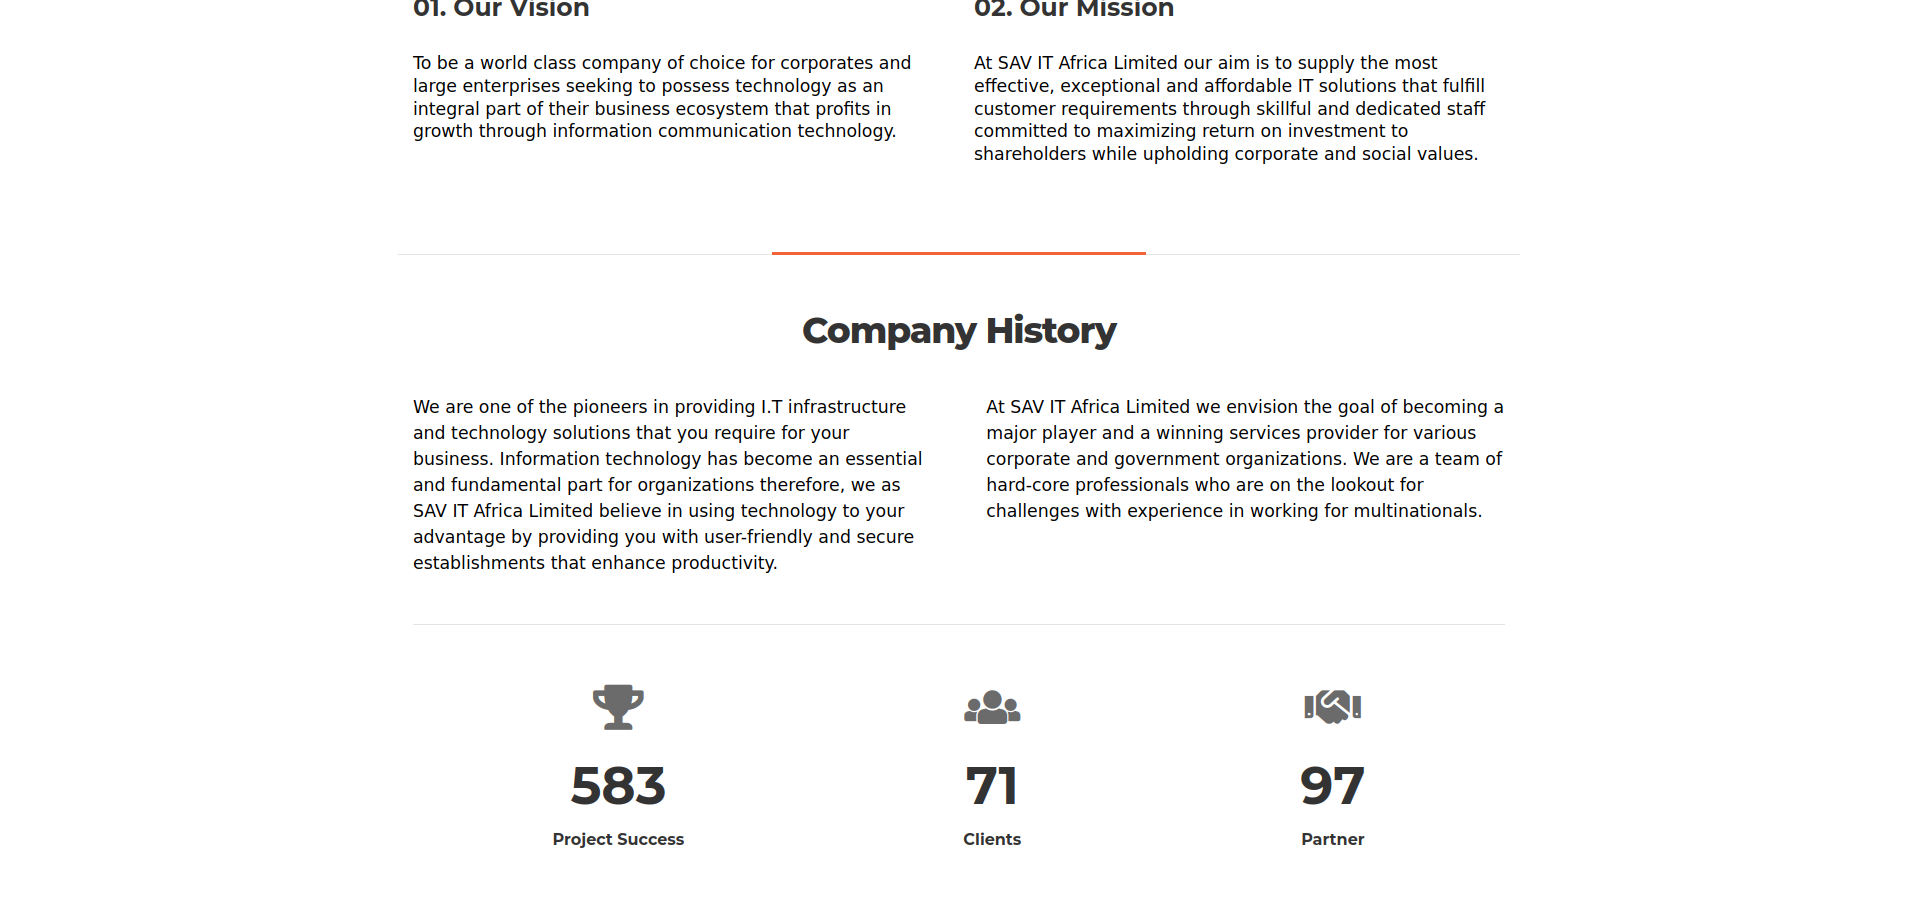 01. Our Vision
To be a world class company of choice for corporates and
large enterprises seeking to possess technology as an
integral part of their business ecosystem that profits in
growth through information communication technology.
02. Our Mission
At SAV IT Africa Limited our aim is to supply the most
effective, exceptional and affordable IT solutions that fulfill
customer requirements through skillful and dedicated staff
committed to maximizing return on investment to
shareholders while upholding corporate and social values.
Company History
We are one of the pioneers in providing I.T infrastructure
and technology solutions that you require for your
business. Information technology has become an essential
and fundamental part for organizations therefore, we as
SAV IT Africa Limited believe in using technology to your
advantage by providing you with user-friendly and secure
establishments that enhance productivity.
At SAV IT Africa Limited we envision the goal of becoming a
major player and a winning services provider for various
corporate and government organizations. We are a team of
hard-core professionals who are on the lookout for
challenges with experience in working for multinationals.
583
Project Success
71
Clients
97
Partner